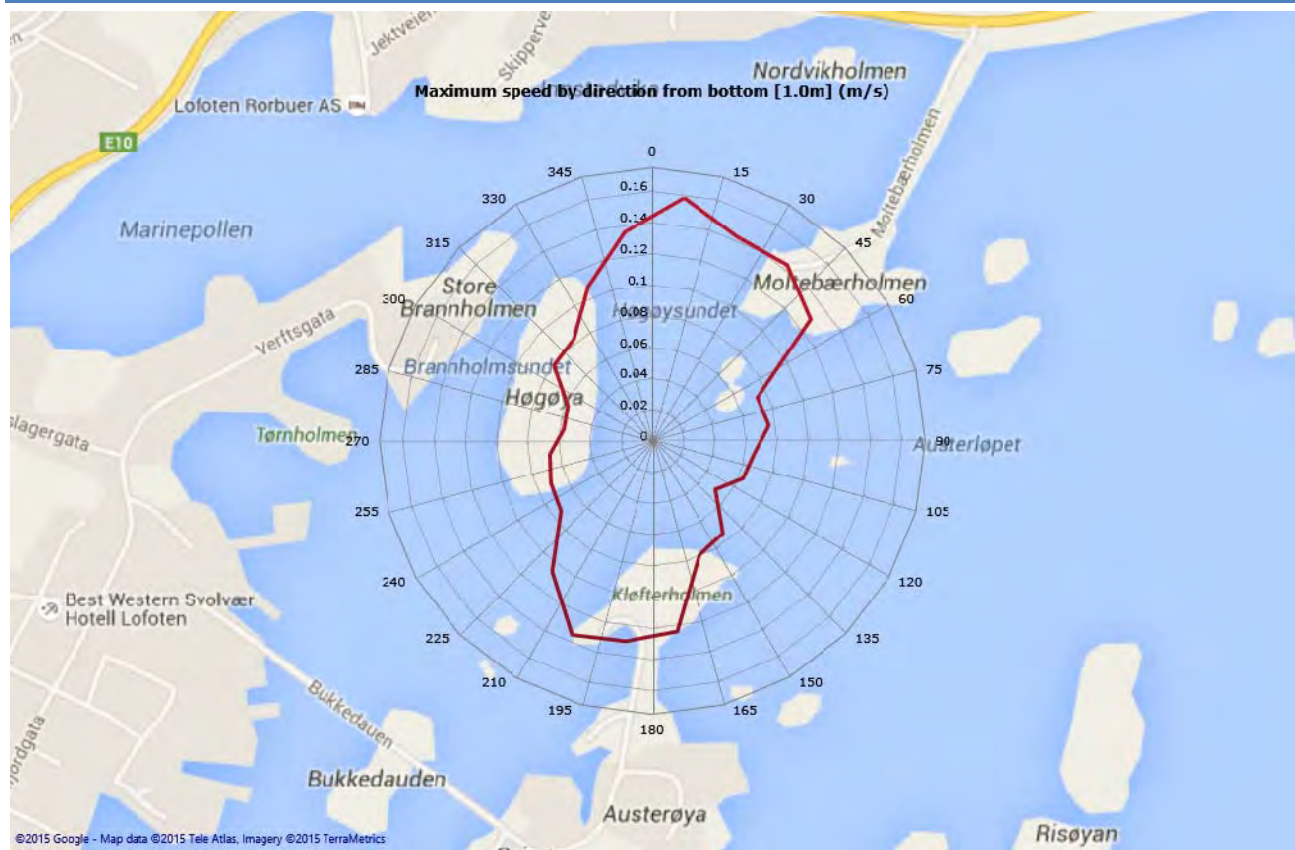 Jektveien
Skipperve
Nordvikholmen
Maximum speed by direction from bottom [1.0m] (m/s)
Lofoten Rorbuer AS
E10
Moltebærholmen
Marinepollen
0
345
15
330
30
315
45
300
60
285
75
270
90
255
105
240
120
225
135
210
150
195
165
180
0.16
0.14
0.12
0.1
0.08
0.06
0.04
0.02
0
Store
Brannholmen
Moltebærholmen
Høgøysundet
Verftsgata
Brannholmsundet
Høgøya
slagergata
Tørnholmen
Austerløpet
Kløfterholmen
Best Western Svolvær
Hotell Lofoten
Bukkedauen
fjordgata
Bukkedauden
Austerøya
Risøyan
©2015 Google - Map data ©2015 Tele Atlas, Imagery ©2015 TerraMetrics